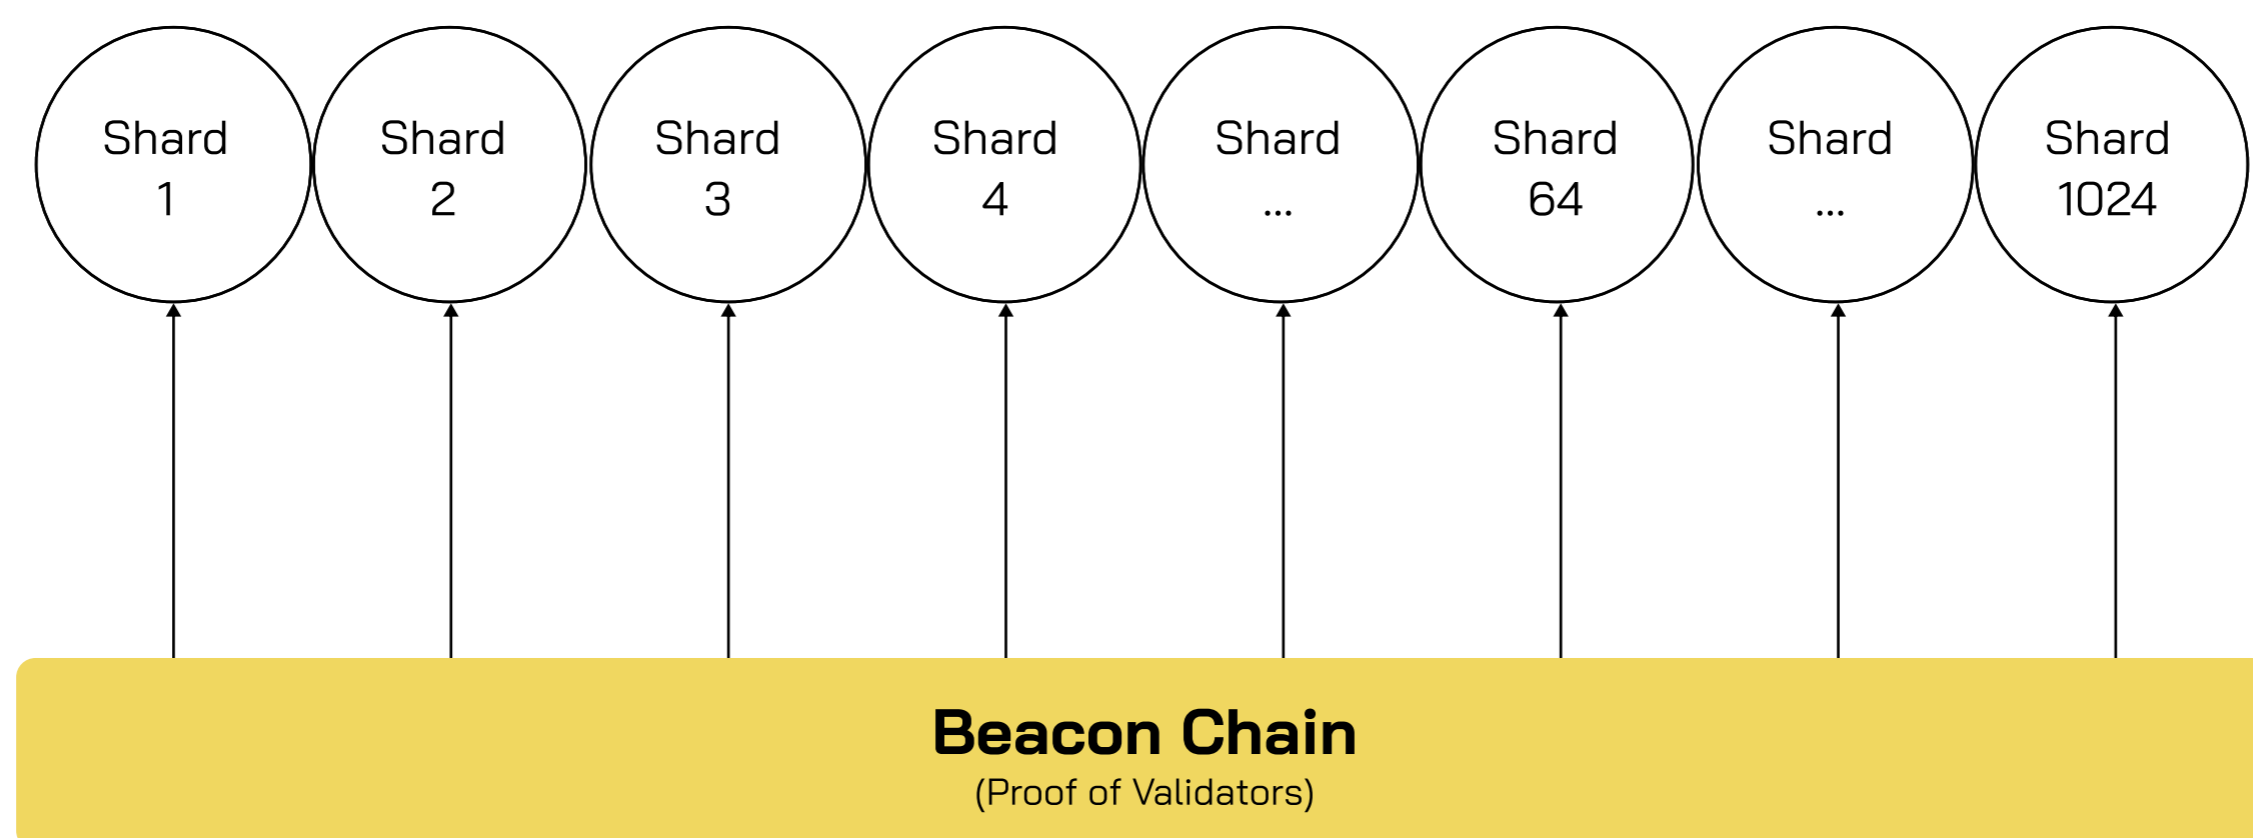 Shard
1
Shard
2
Shard
3
Shard
4
Shard
...
Shard
64
Shard
...
Shard
1024
Beacon Chain
(Proof of Validators)